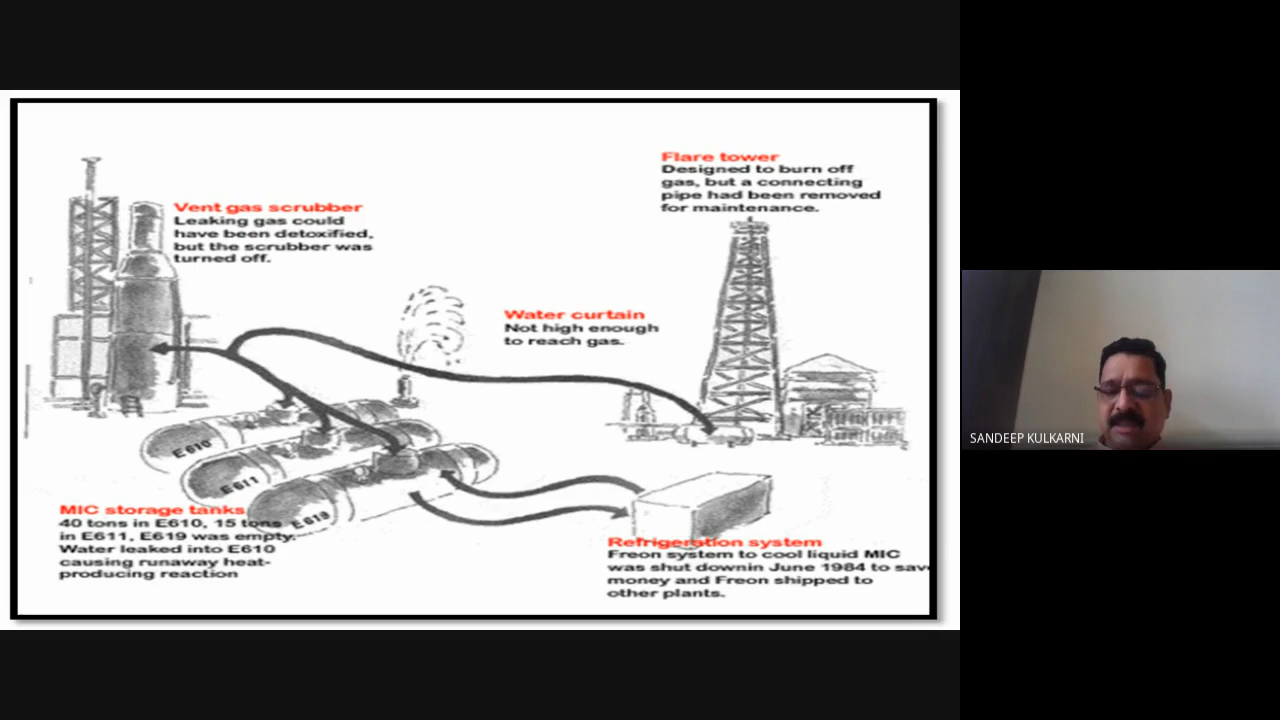 Flare tower
Designed to burn off
gas, but a connecting
pipe had been removed
for maintenance.
Vent gas scrubber
Leaking gas could
have been detoxified,
but the scrubber was
turned off.
Water curtain
Not high enough
to reach gas.
E610
E611
E619
MIC storage tanks
40 tons in E610, 15 tons
in E611, E619 was empty.
Water leaked into E610
causing runaway heat-
producing reaction
Refrigeration system
Freon system to cool liquid MIC
was shut downin June 1984 to sav
money and Freon shipped to
other plants.
SANDEEP KULKARNI